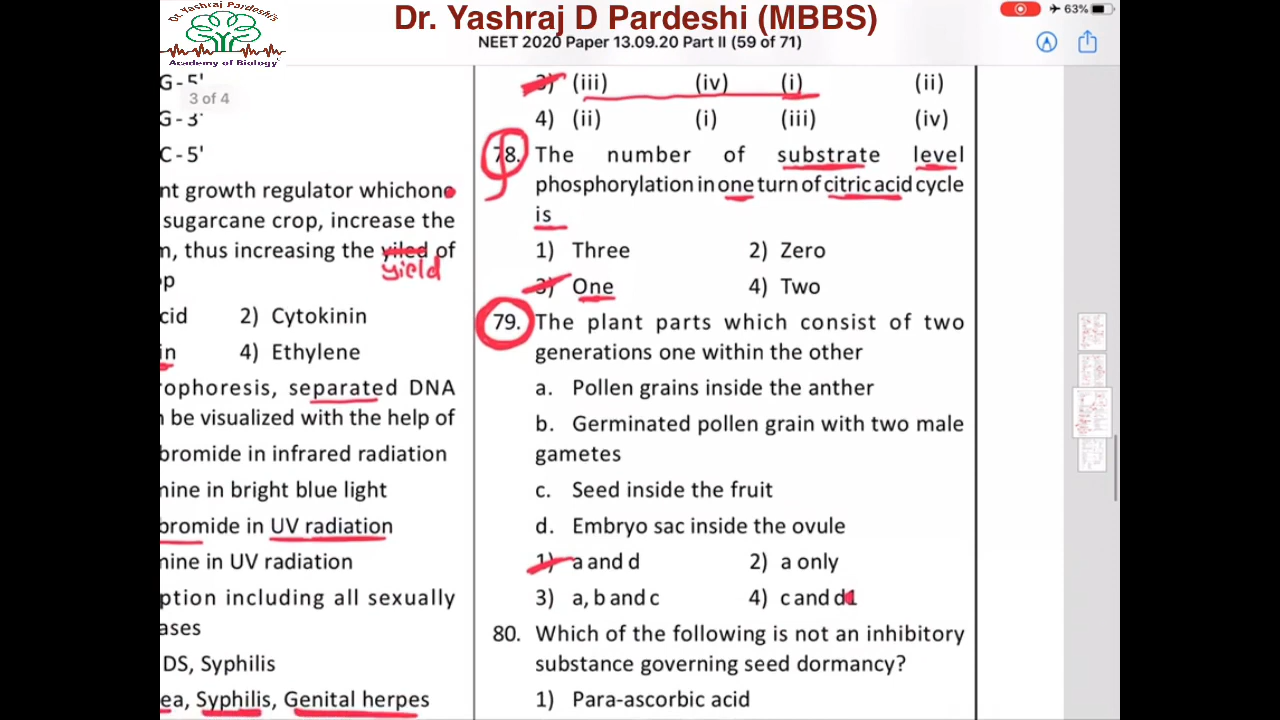 Dr. Yashraj Pardeshi's
Academy of Biology
Dr. Yashraj D Pardeshi (MBBS)
63%
NEET 2020 Paper 13.09.20 Part II (59 of 71)
G - 5'
3 of 4
G - 3'
C - 5'
nt growth regulator whichone
sugarcane crop, increase the
n, thus increasing the yiled of
yield
p
cid 2) Cytokinin
in 4) Ethylene
rophoresis, separated DNA
be visualized with the help of
bromide in infrared radiation
mine in bright blue light
bromide in UV radiation
mine in UV radiation
ption including all sexually
ases
DS, Syphilis
ea, Syphilis, Genital herpes
3) (iii) (iv) (i) (ii)
4) (ii) (i) (iii) (iv)
78. The number of substrate level
phosphorylation in one turn of citric acid cycle
is
1) Three 2) Zero
3) One 4) Two
79. The plant parts which consist of two
generations one within the other
a. Pollen grains inside the anther
b. Germinated pollen grain with two male
gametes
c. Seed inside the fruit
d. Embryo sac inside the ovule
1) a and d 2) a only
3) a, b and c 4) c and d
80. Which of the following is not an inhibitory
substance governing seed dormancy?
1) Para-ascorbic acid